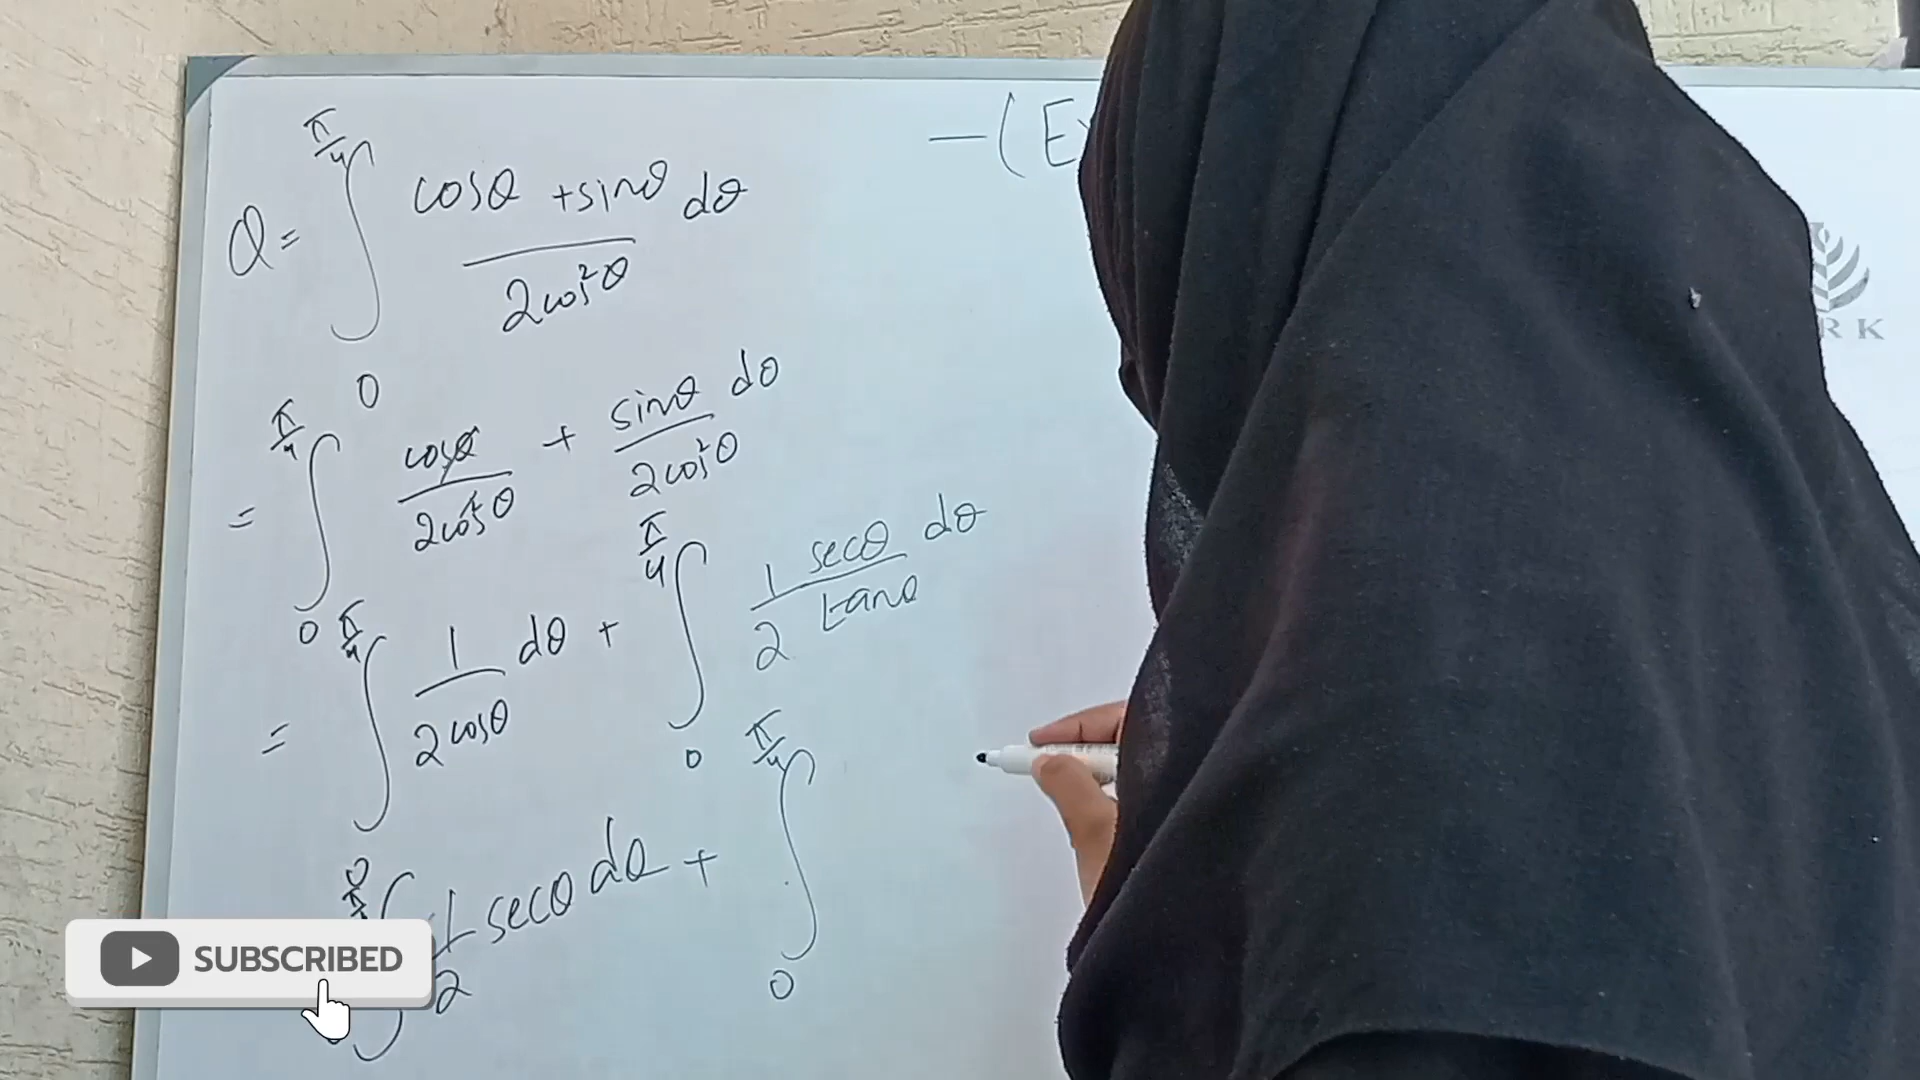 — (E
π/4
Q = ∫ cosθ + sinθ / 2cos²θ dθ
0
π/4
= ∫ cosθ / 2cos²θ + sinθ / 2cos²θ dθ
0
π/4 π/4
= ∫ 1 / 2cosθ dθ + ∫ 1/2 secθ / tanθ dθ
0 0
π/4
∫ 1/2 secθ dθ + ∫
0
SUBSCRIBED
RK